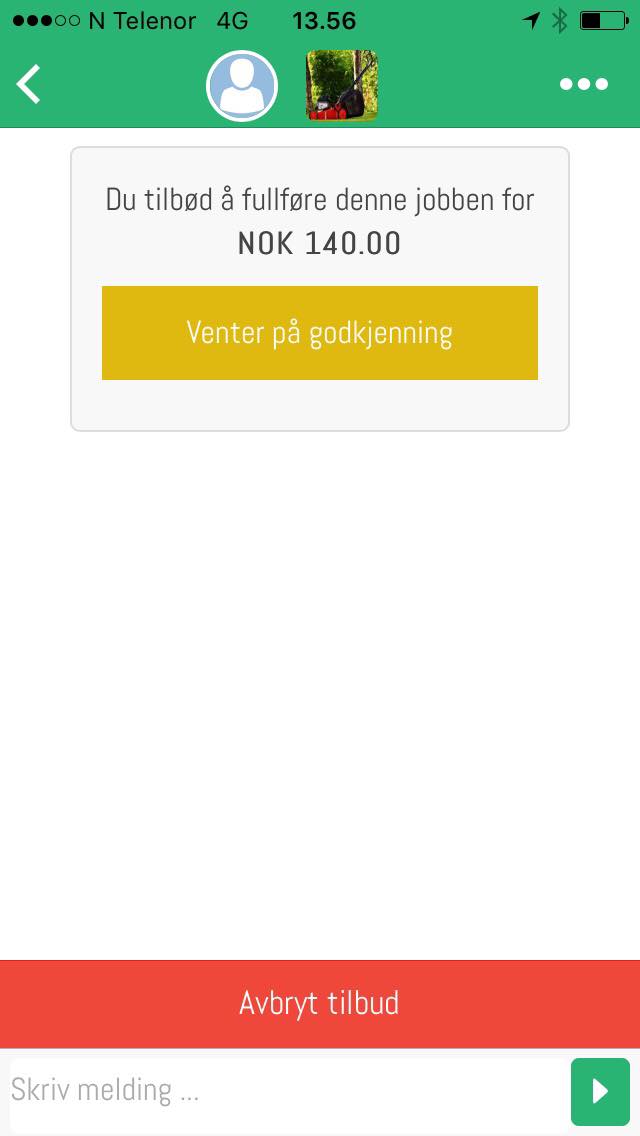 N Telenor 4G 13.56
Du tilbød å fullføre denne jobben for
NOK 140.00
Venter på godkjenning
Avbryt tilbud
Skriv melding ...